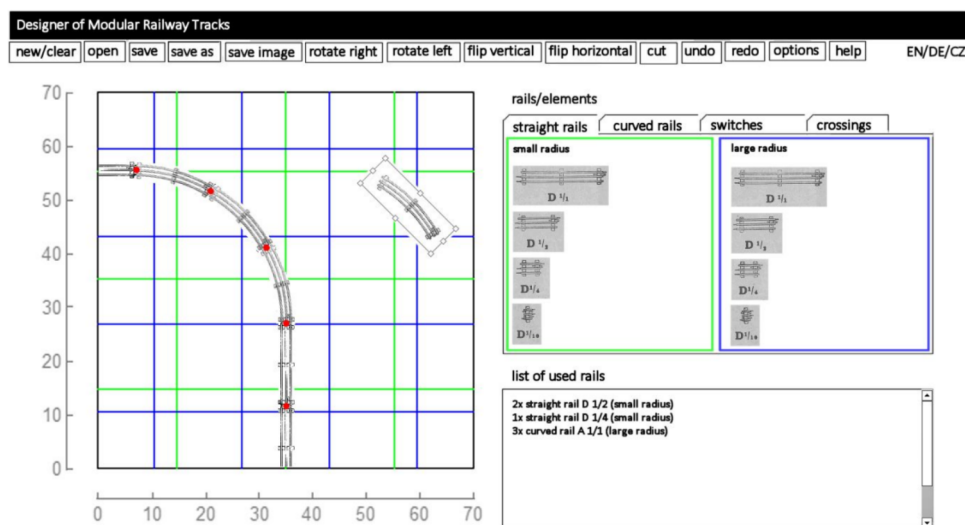 Designer of Modular Railway Tracks
new/clear open save save as save image rotate right rotate left flip vertical flip horizontal cut undo redo options help EN/DE/CZ
70
60
50
40
30
20
10
0
0 10 20 30 40 50 60 70
rails/elements
straight rails curved rails switches crossings
small radius
D 1/1
D 1/2
D 1/4
D 1/16
large radius
D 1/1
D 1/2
D 1/4
D 1/16
list of used rails
2x straight rail D 1/2 (small radius)
1x straight rail D 1/4 (small radius)
3x curved rail A 1/1 (large radius)